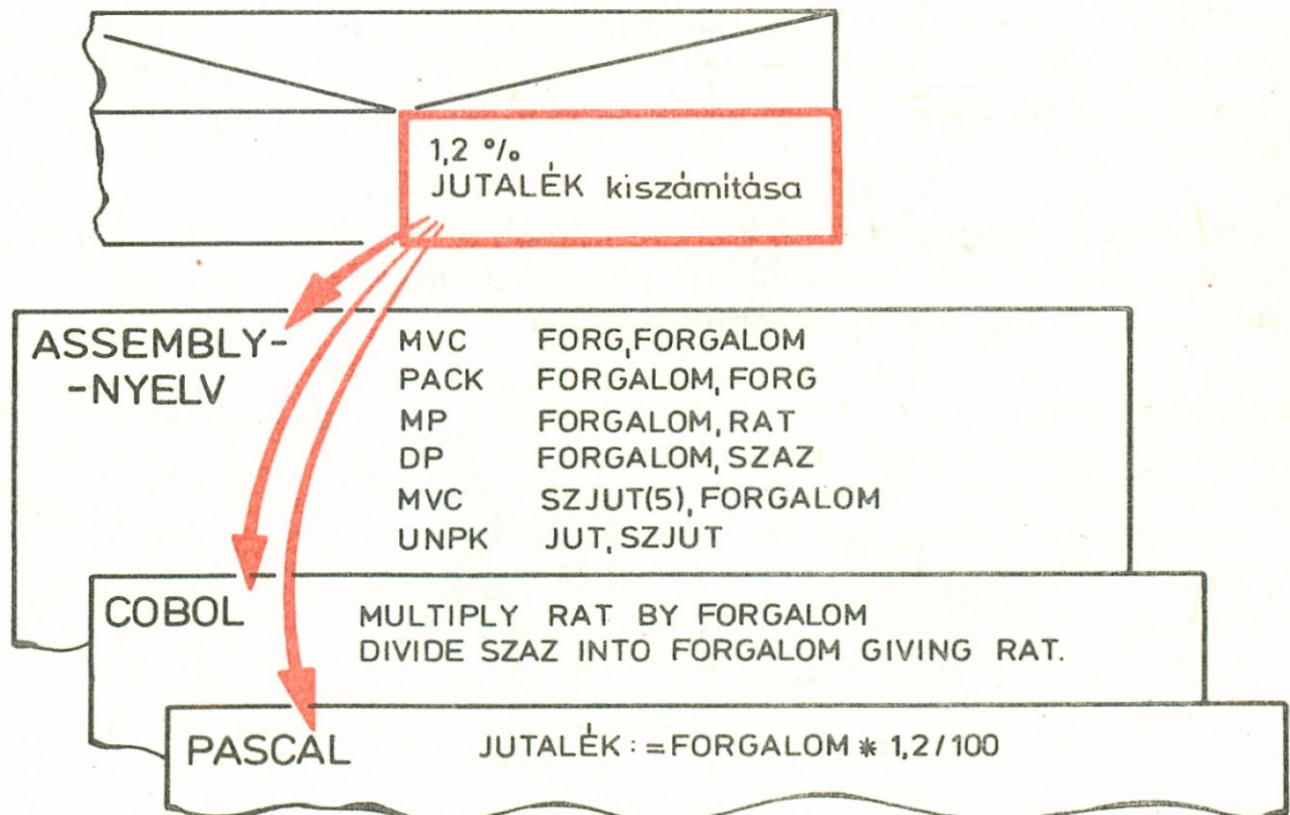 1,2 %
JUTALÉK kiszámítása
ASSEMBLY-
-NYELV
MVC FORG,FORGALOM
PACK FORGALOM, FORG
MP FORGALOM, RAT
DP FORGALOM, SZAZ
MVC SZJUT(5), FORGALOM
UNPK JUT, SZJUT
COBOL
MULTIPLY RAT BY FORGALOM
DIVIDE SZAZ INTO FORGALOM GIVING RAT.
PASCAL
JUTALÉK := FORGALOM * 1,2/100